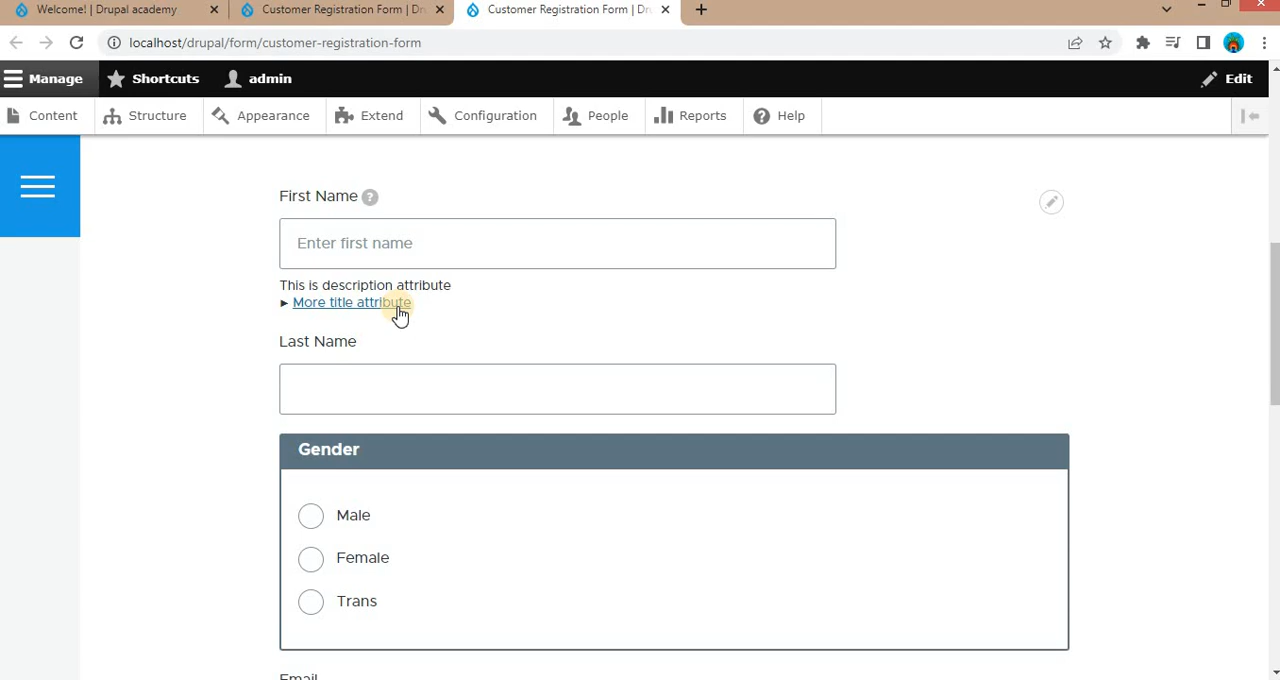 Welcome! | Drupal academy
Customer Registration Form | Dr
Customer Registration Form | Dr
localhost/drupal/form/customer-registration-form
Manage Shortcuts admin Edit
Content Structure Appearance Extend Configuration People Reports Help
First Name ?
Enter first name
This is description attribute
More title attribute
Last Name
Gender
Male
Female
Trans
Email